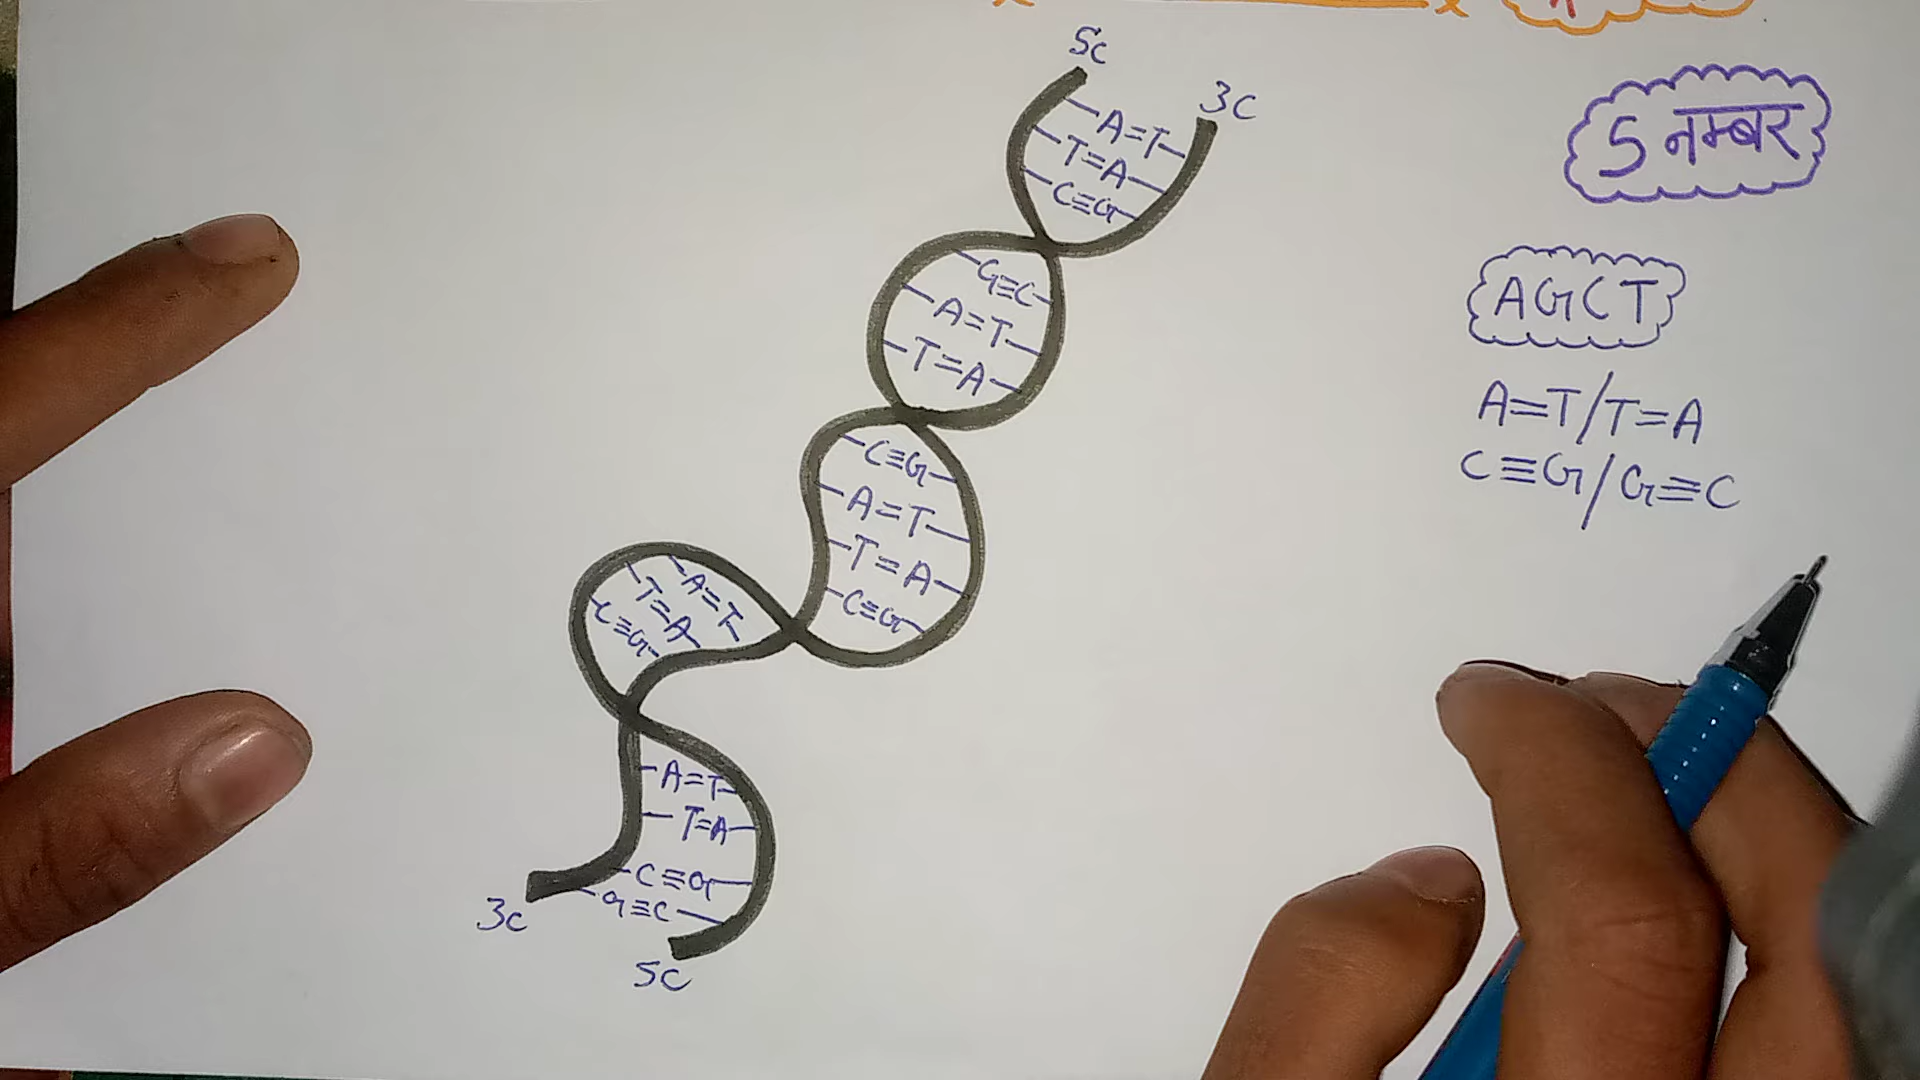 5C
3C
A=T
T=A
C≡G
G≡C
A=T
T=A
C≡G
A=T
T=A
C≡G
A=T
T=A
C≡G
A=T
T=A
C≡G
G≡C
3C
5C
5 नम्बर
AGCT
A=T/T=A
C≡G/G≡C